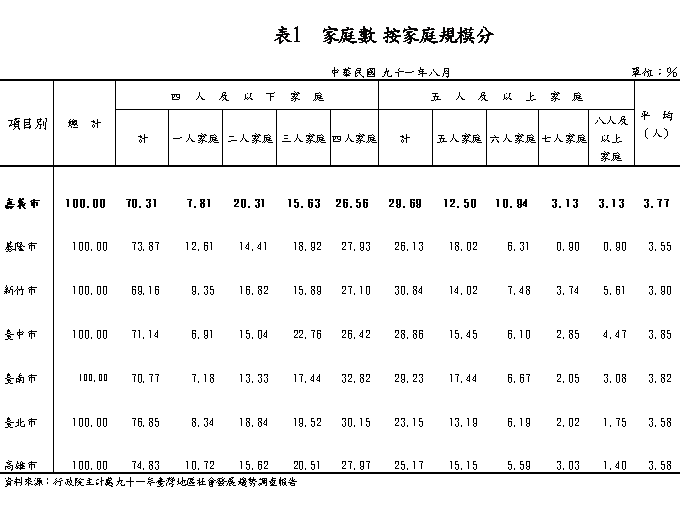 表1 家庭數 按家庭規模分
中華民國 九十一年八月 單位：%
項目別 總 計 四 人 及 以 下 家 庭 五 人 及 以 上 家 庭 平 均（人）
計 一人家庭 二人家庭 三人家庭 四人家庭 計 五人家庭 六人家庭 七人家庭 八人及以上家庭
嘉義市 100.00 70.31 7.81 20.31 15.63 26.56 29.69 12.50 10.94 3.13 3.13 3.77
基隆市 100.00 73.87 12.61 14.41 18.92 27.93 26.13 18.02 6.31 0.90 0.90 3.55
新竹市 100.00 69.16 9.35 16.82 15.89 27.10 30.84 14.02 7.48 3.74 5.61 3.90
臺中市 100.00 71.14 6.91 15.04 22.76 26.42 28.86 15.45 6.10 2.85 4.47 3.85
臺南市 100.00 70.77 7.18 13.33 17.44 32.82 29.23 17.44 6.67 2.05 3.08 3.82
臺北市 100.00 76.85 8.34 18.84 19.52 30.15 23.15 13.19 6.19 2.02 1.75 3.58
高雄市 100.00 74.83 10.72 15.62 20.51 27.97 25.17 15.15 5.59 3.03 1.40 3.58
資料來源：行政院主計處九十一年臺灣地區社會發展趨勢調查報告